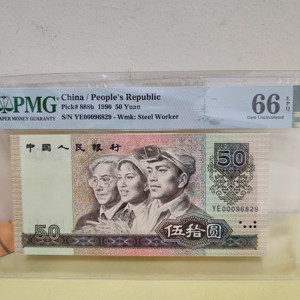 PMG
PAPER MONEY GUARANTY
China / People's Republic
Pick# 888b 1990 50 Yuan
S/N YE00096829 - Wmk: Steel Worker
66 EPQ
Gem Uncirculated
中国人民银行
50
YE00096829
50
伍拾圆